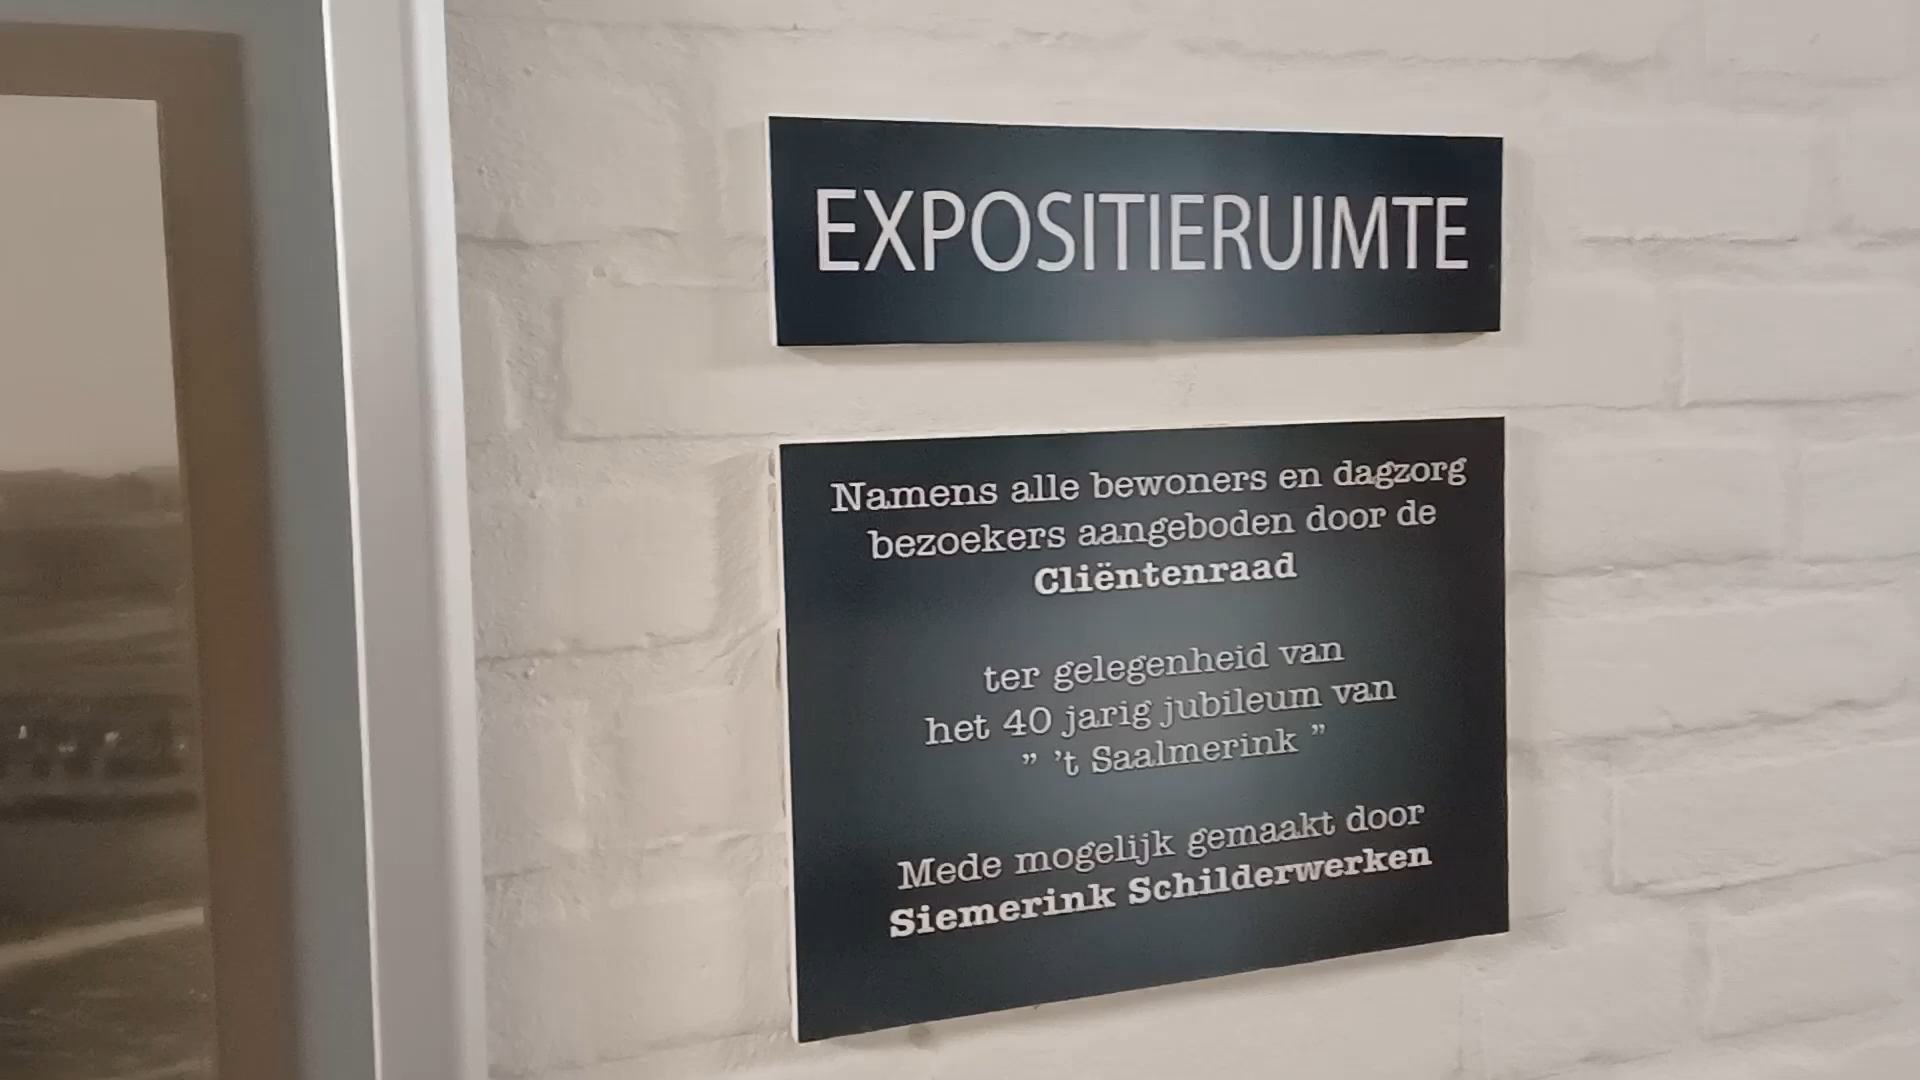 EXPOSITIERUIMTE
Namens alle bewoners en dagzorg
bezoekers aangeboden door de
Cliëntenraad
ter gelegenheid van
het 40 jarig jubileum van
” ’t Saalmerink ”
Mede mogelijk gemaakt door
Siemerink Schilderwerken